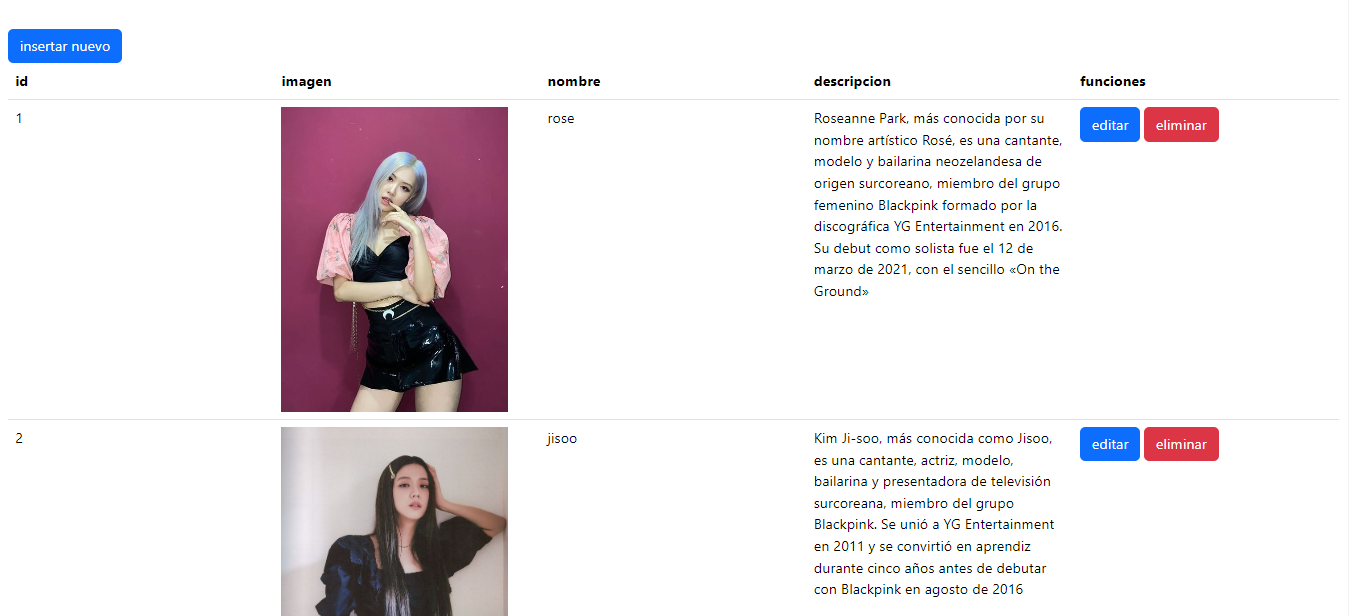 insertar nuevo
id imagen nombre descripcion funciones
1 rose Roseanne Park, más conocida por su editar eliminar
nombre artístico Rosé, es una cantante,
modelo y bailarina neozelandesa de
origen surcoreano, miembro del grupo
femenino Blackpink formado por la
discográfica YG Entertainment en 2016.
Su debut como solista fue el 12 de
marzo de 2021, con el sencillo «On the
Ground»
2 jisoo Kim Ji-soo, más conocida como Jisoo, editar eliminar
es una cantante, actriz, modelo,
bailarina y presentadora de televisión
surcoreana, miembro del grupo
Blackpink. Se unió a YG Entertainment
en 2011 y se convirtió en aprendiz
durante cinco años antes de debutar
con Blackpink en agosto de 2016